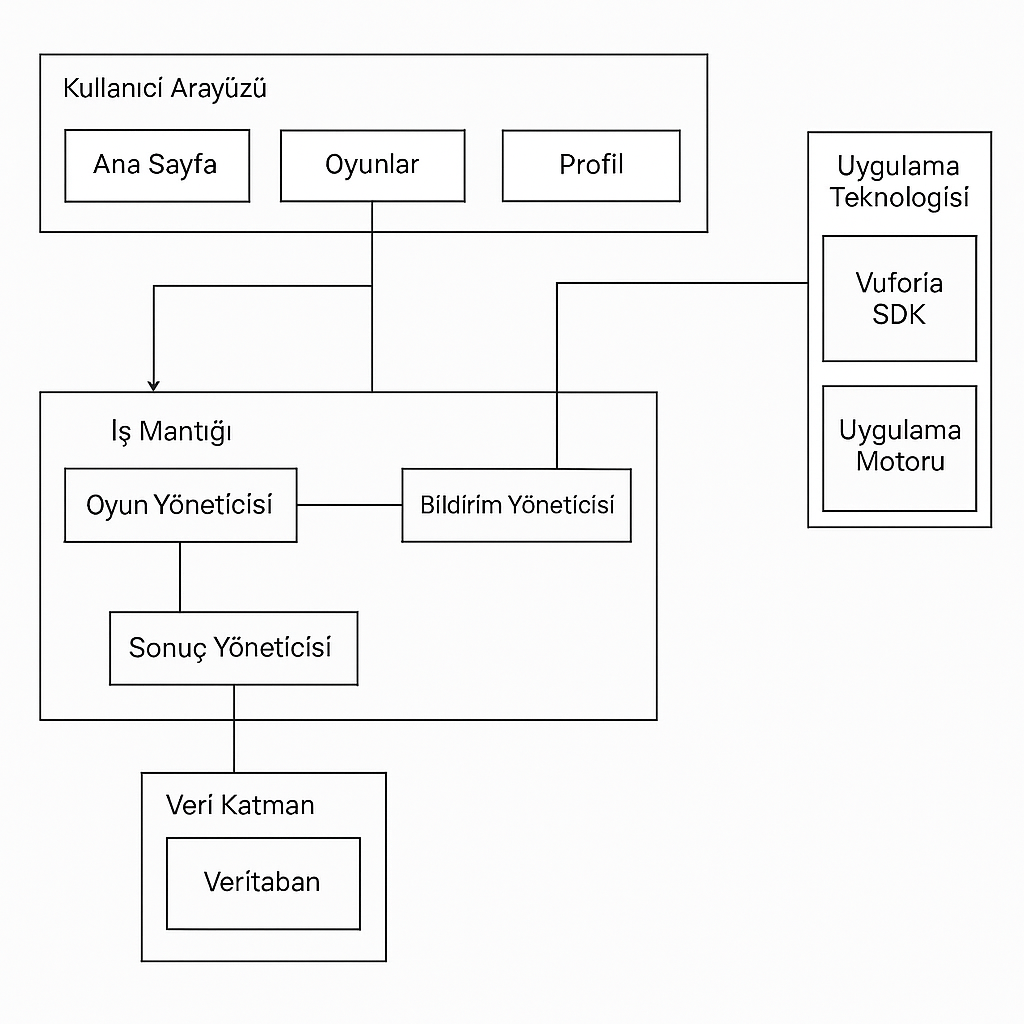 Kullanıcı Arayüzü
Ana Sayfa
Oyunlar
Profil
Uygulama
Teknologisi
Vuforia
SDK
Uygulama
Motoru
İş Mantığı
Oyun Yöneticisi
Bildirim Yöneticisi
Sonuç Yöneticisi
Veri Katman
Veritaban